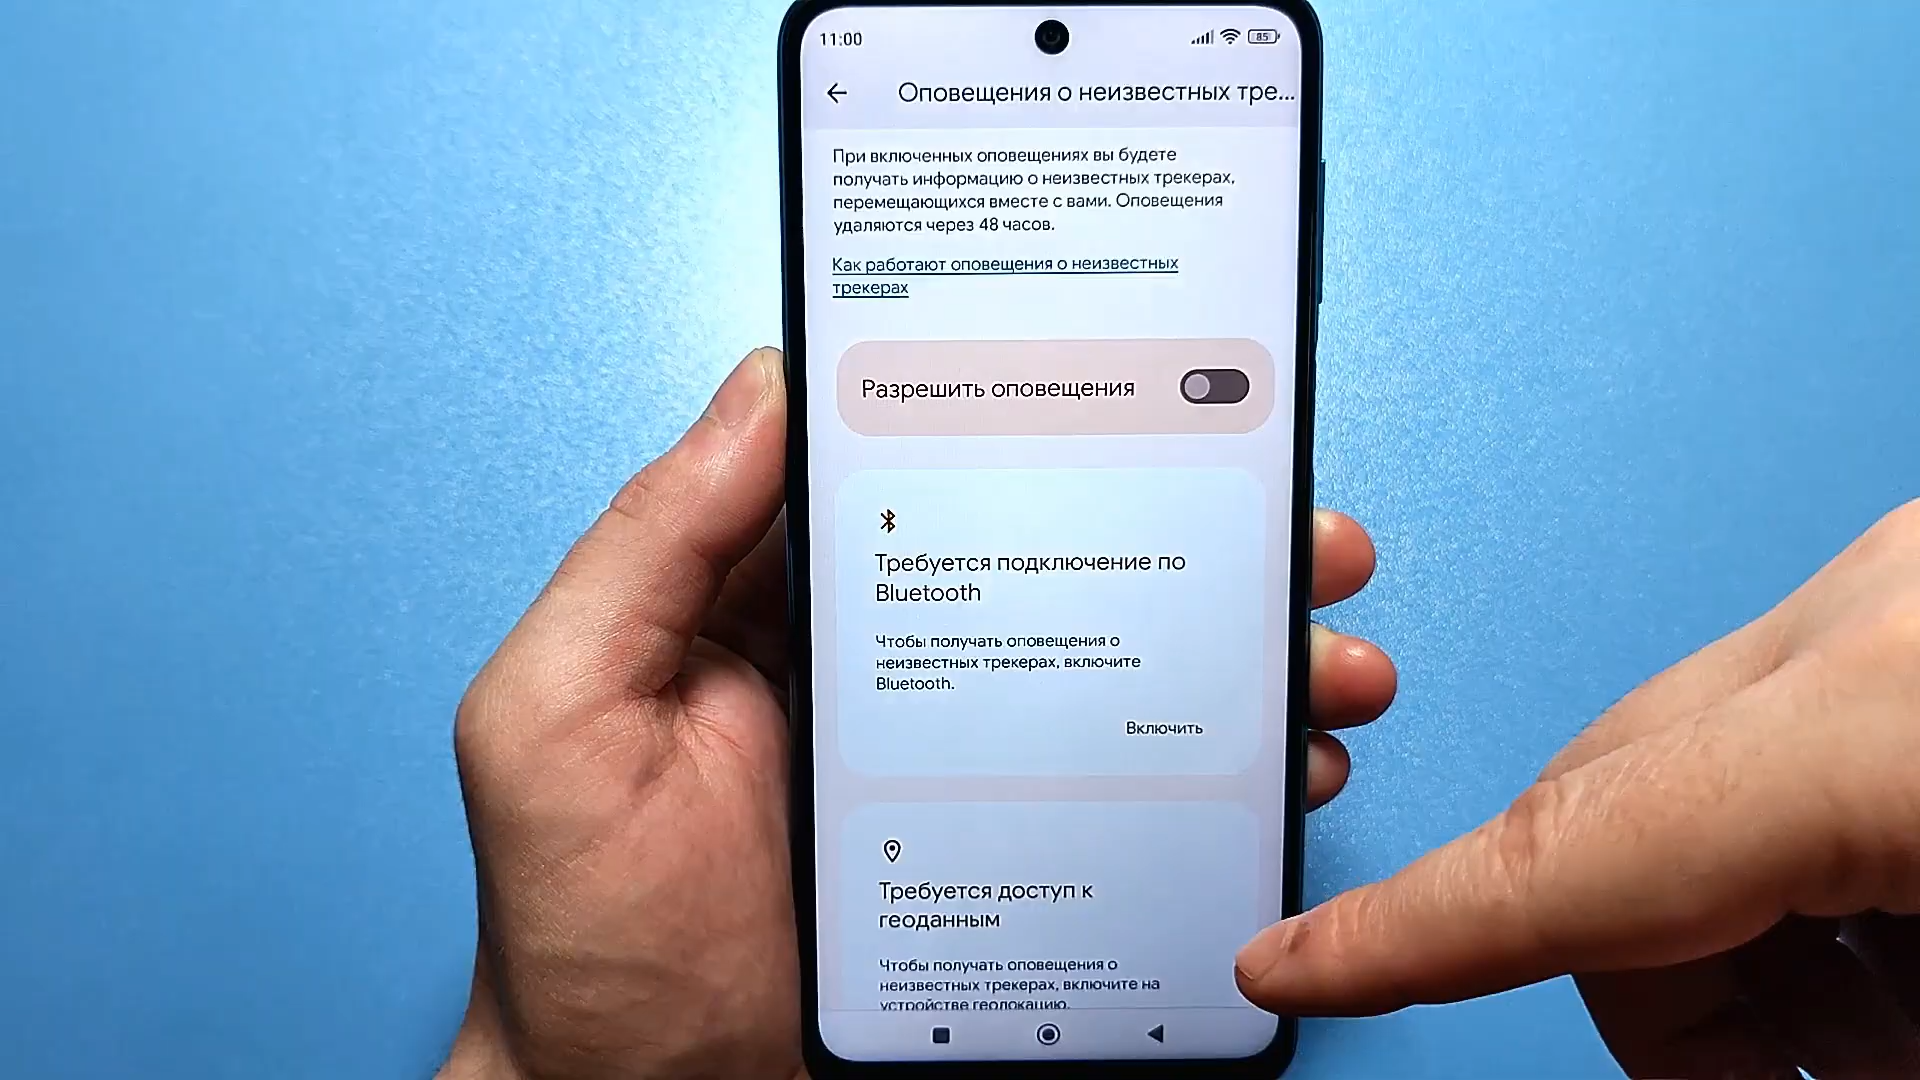 11:00
85
Оповещения о неизвестных тре...
При включенных оповещениях вы будете
получать информацию о неизвестных трекерах,
перемещающихся вместе с вами. Оповещения
удаляются через 48 часов.
Как работают оповещения о неизвестных
трекерах
Разрешить оповещения
Требуется подключение по
Bluetooth
Чтобы получать оповещения о
неизвестных трекерах, включите
Bluetooth.
Включить
Требуется доступ к
геоданным
Чтобы получать оповещения о
неизвестных трекерах, включите на
устройстве геолокацию.